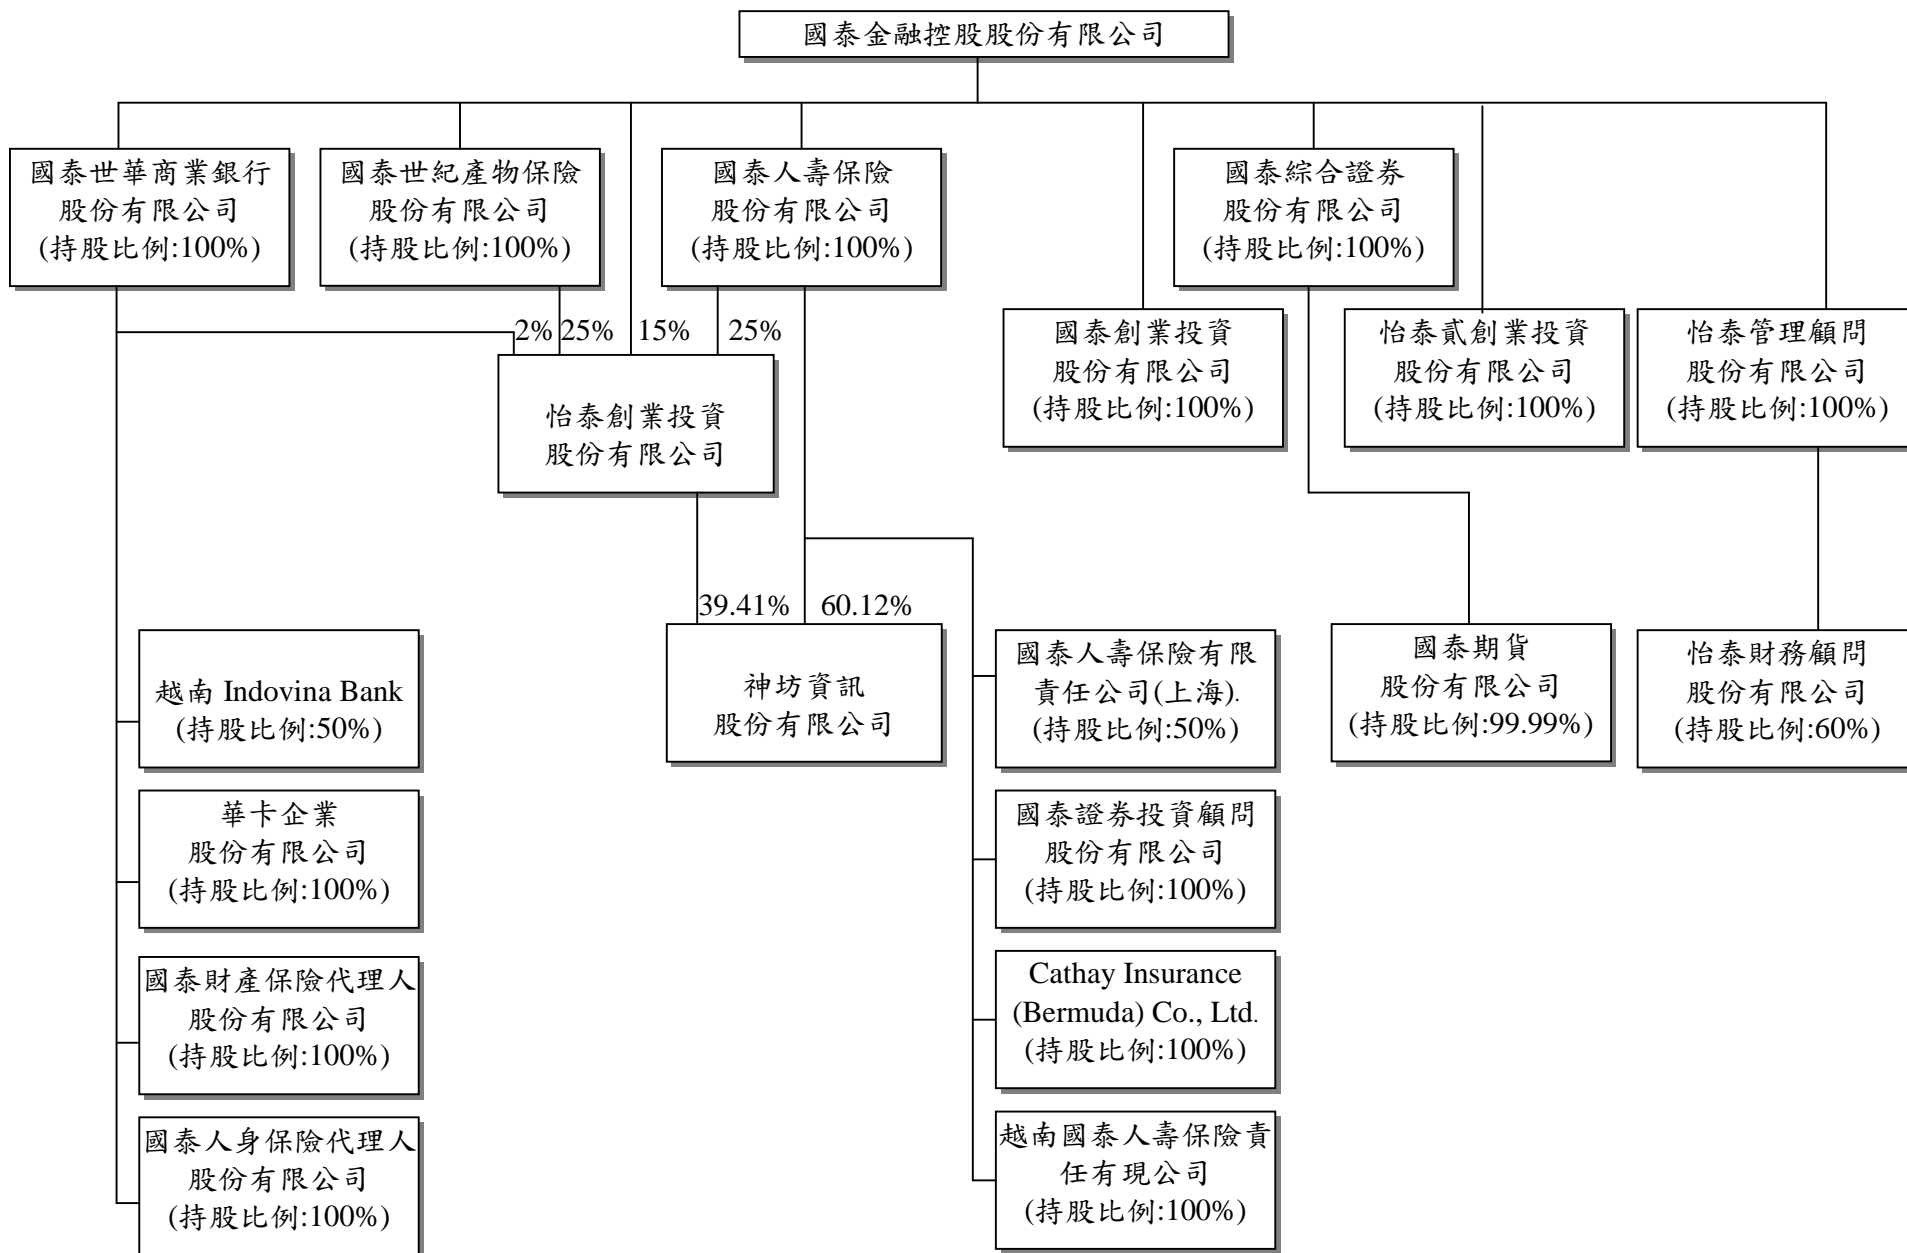 國泰金融控股股份有限公司
國泰世華商業銀行
股份有限公司
(持股比例:100%)
國泰世紀產物保險
股份有限公司
(持股比例:100%)
國泰人壽保險
股份有限公司
(持股比例:100%)
國泰綜合證券
股份有限公司
(持股比例:100%)
2%
25%
15%
25%
國泰創業投資
股份有限公司
(持股比例:100%)
怡泰貳創業投資
股份有限公司
(持股比例:100%)
怡泰管理顧問
股份有限公司
(持股比例:100%)
怡泰創業投資
股份有限公司
39.41%
60.12%
越南 Indovina Bank
(持股比例:50%)
神坊資訊
股份有限公司
國泰人壽保險有限
責任公司(上海).
(持股比例:50%)
國泰期貨
股份有限公司
(持股比例:99.99%)
怡泰財務顧問
股份有限公司
(持股比例:60%)
華卡企業
股份有限公司
(持股比例:100%)
國泰證券投資顧問
股份有限公司
(持股比例:100%)
國泰財產保險代理人
股份有限公司
(持股比例:100%)
Cathay Insurance
(Bermuda) Co., Ltd.
(持股比例:100%)
國泰人身保險代理人
股份有限公司
(持股比例:100%)
越南國泰人壽保險責
任有現公司
(持股比例:100%)